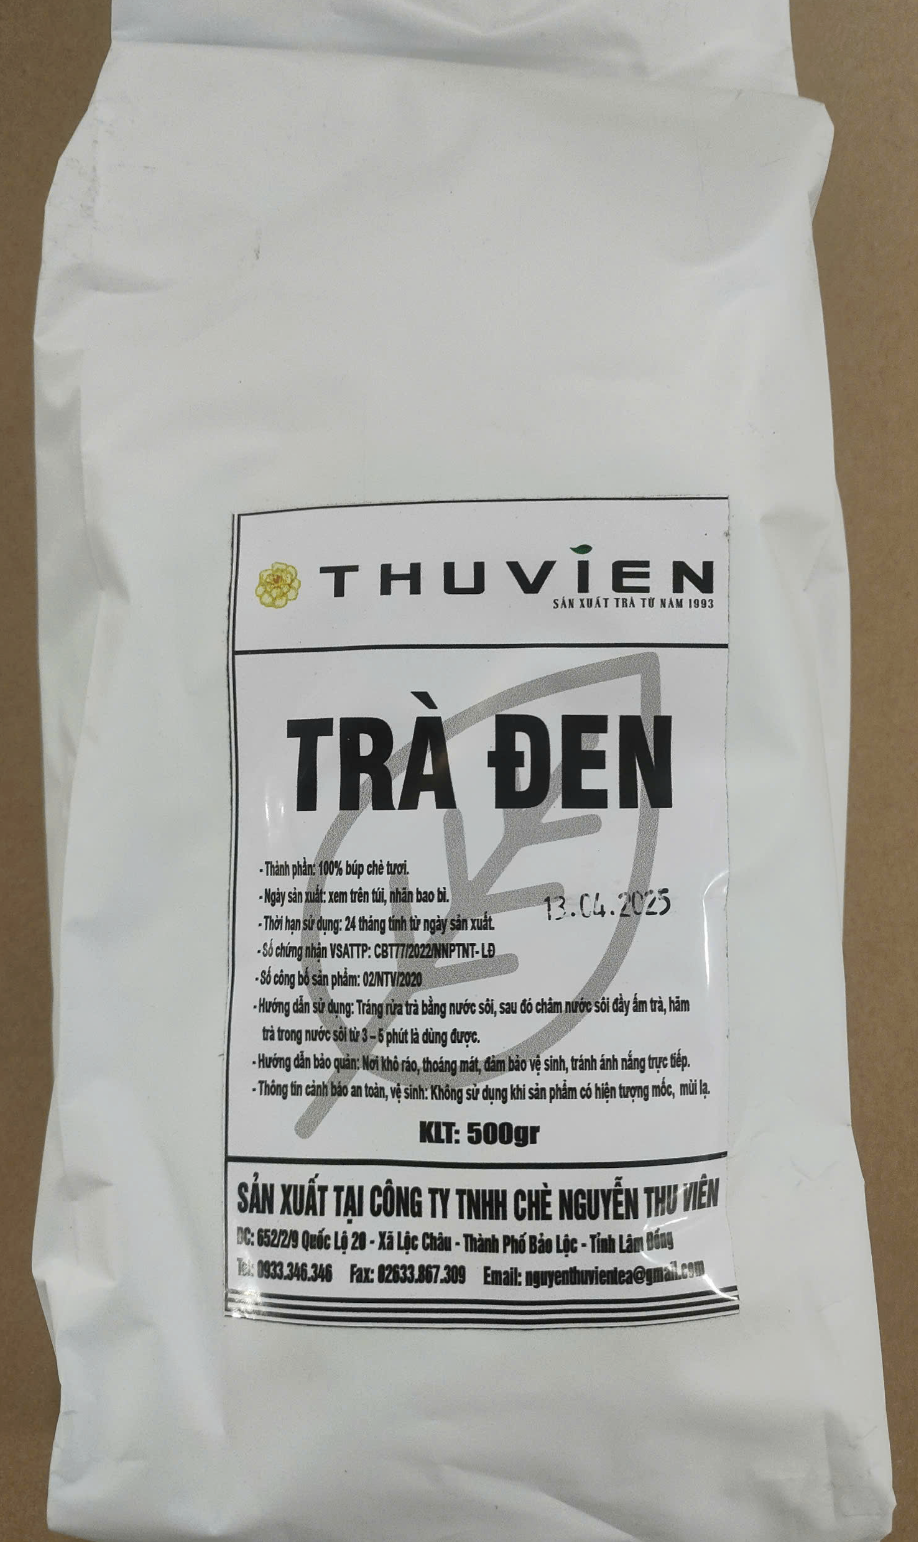 THUVIEN
SẢN XUẤT TRÀ TỪ NĂM 1993
TRÀ ĐEN
- Thành phần: 100% búp chè tươi.
- Ngày sản xuất: xem trên túi, nhãn bao bì.
13.04.2025
- Thời hạn sử dụng: 24 tháng tính từ ngày sản xuất.
- Số chứng nhận VSATTP: CBT77/2022/NNPTNT- LĐ
- Số công bố sản phẩm: 02/NTV/2020
- Hướng dẫn sử dụng: Tráng rửa trà bằng nước sôi, sau đó châm nước sôi đầy ấm trà, hãm
trà trong nước sôi từ 3 – 5 phút là dùng được.
- Hướng dẫn bảo quản: Nơi khô ráo, thoáng mát, đảm bảo vệ sinh, tránh ánh nắng trực tiếp.
- Thông tin cảnh báo an toàn, vệ sinh: Không sử dụng khi sản phẩm có hiện tượng mốc, mùi lạ.
KLT: 500gr
SẢN XUẤT TẠI CÔNG TY TNHH CHÈ NGUYỄN THU VIÊN
ĐC: 652/2/9 Quốc Lộ 20 - Xã Lộc Châu - Thành Phố Bảo Lộc - Tỉnh Lâm Đồng
Tel: 0933.346.346 Fax: 02633.867.309 Email: nguyenthuvientea@gmail.com